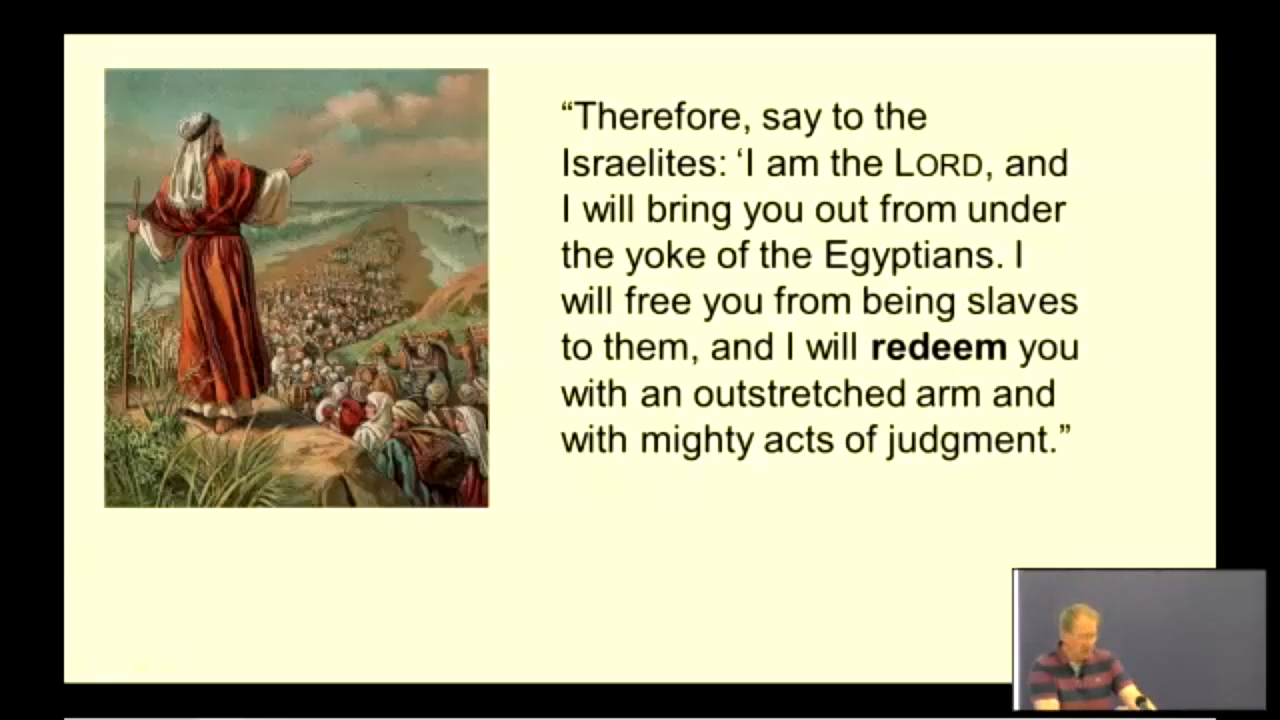 “Therefore, say to the
Israelites: ‘I am the LORD, and
I will bring you out from under
the yoke of the Egyptians. I
will free you from being slaves
to them, and I will redeem you
with an outstretched arm and
with mighty acts of judgment.”